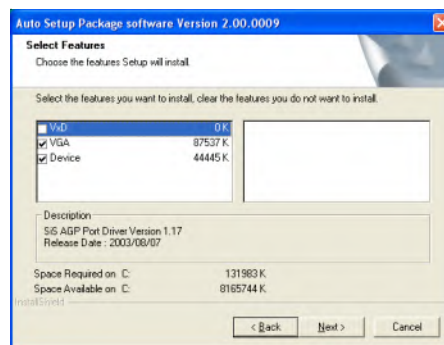 Auto Setup Package software Version 2.00.0009
Select Features
Choose the features Setup will install.
Select the features you want to install, clear the features you do not want to install.
VxD 0 K
VGA 87537 K
Device 44445 K
Description
SiS AGP Port Driver Version 1.17
Release Date : 2003/08/07
Space Required on C: 131983 K
Space Available on C: 8165744 K
InstallShield
< Back Next > Cancel